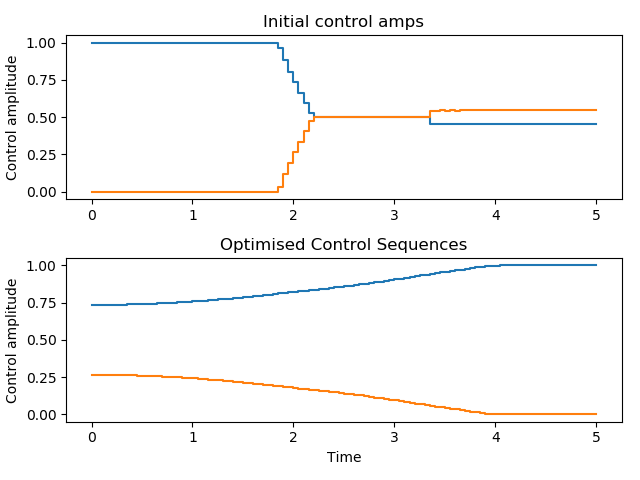 Initial control amps
Control amplitude
1.00
0.75
0.50
0.25
0.00
0 1 2 3 4 5
Optimised Control Sequences
Control amplitude
1.00
0.75
0.50
0.25
0.00
0 1 2 3 4 5
Time